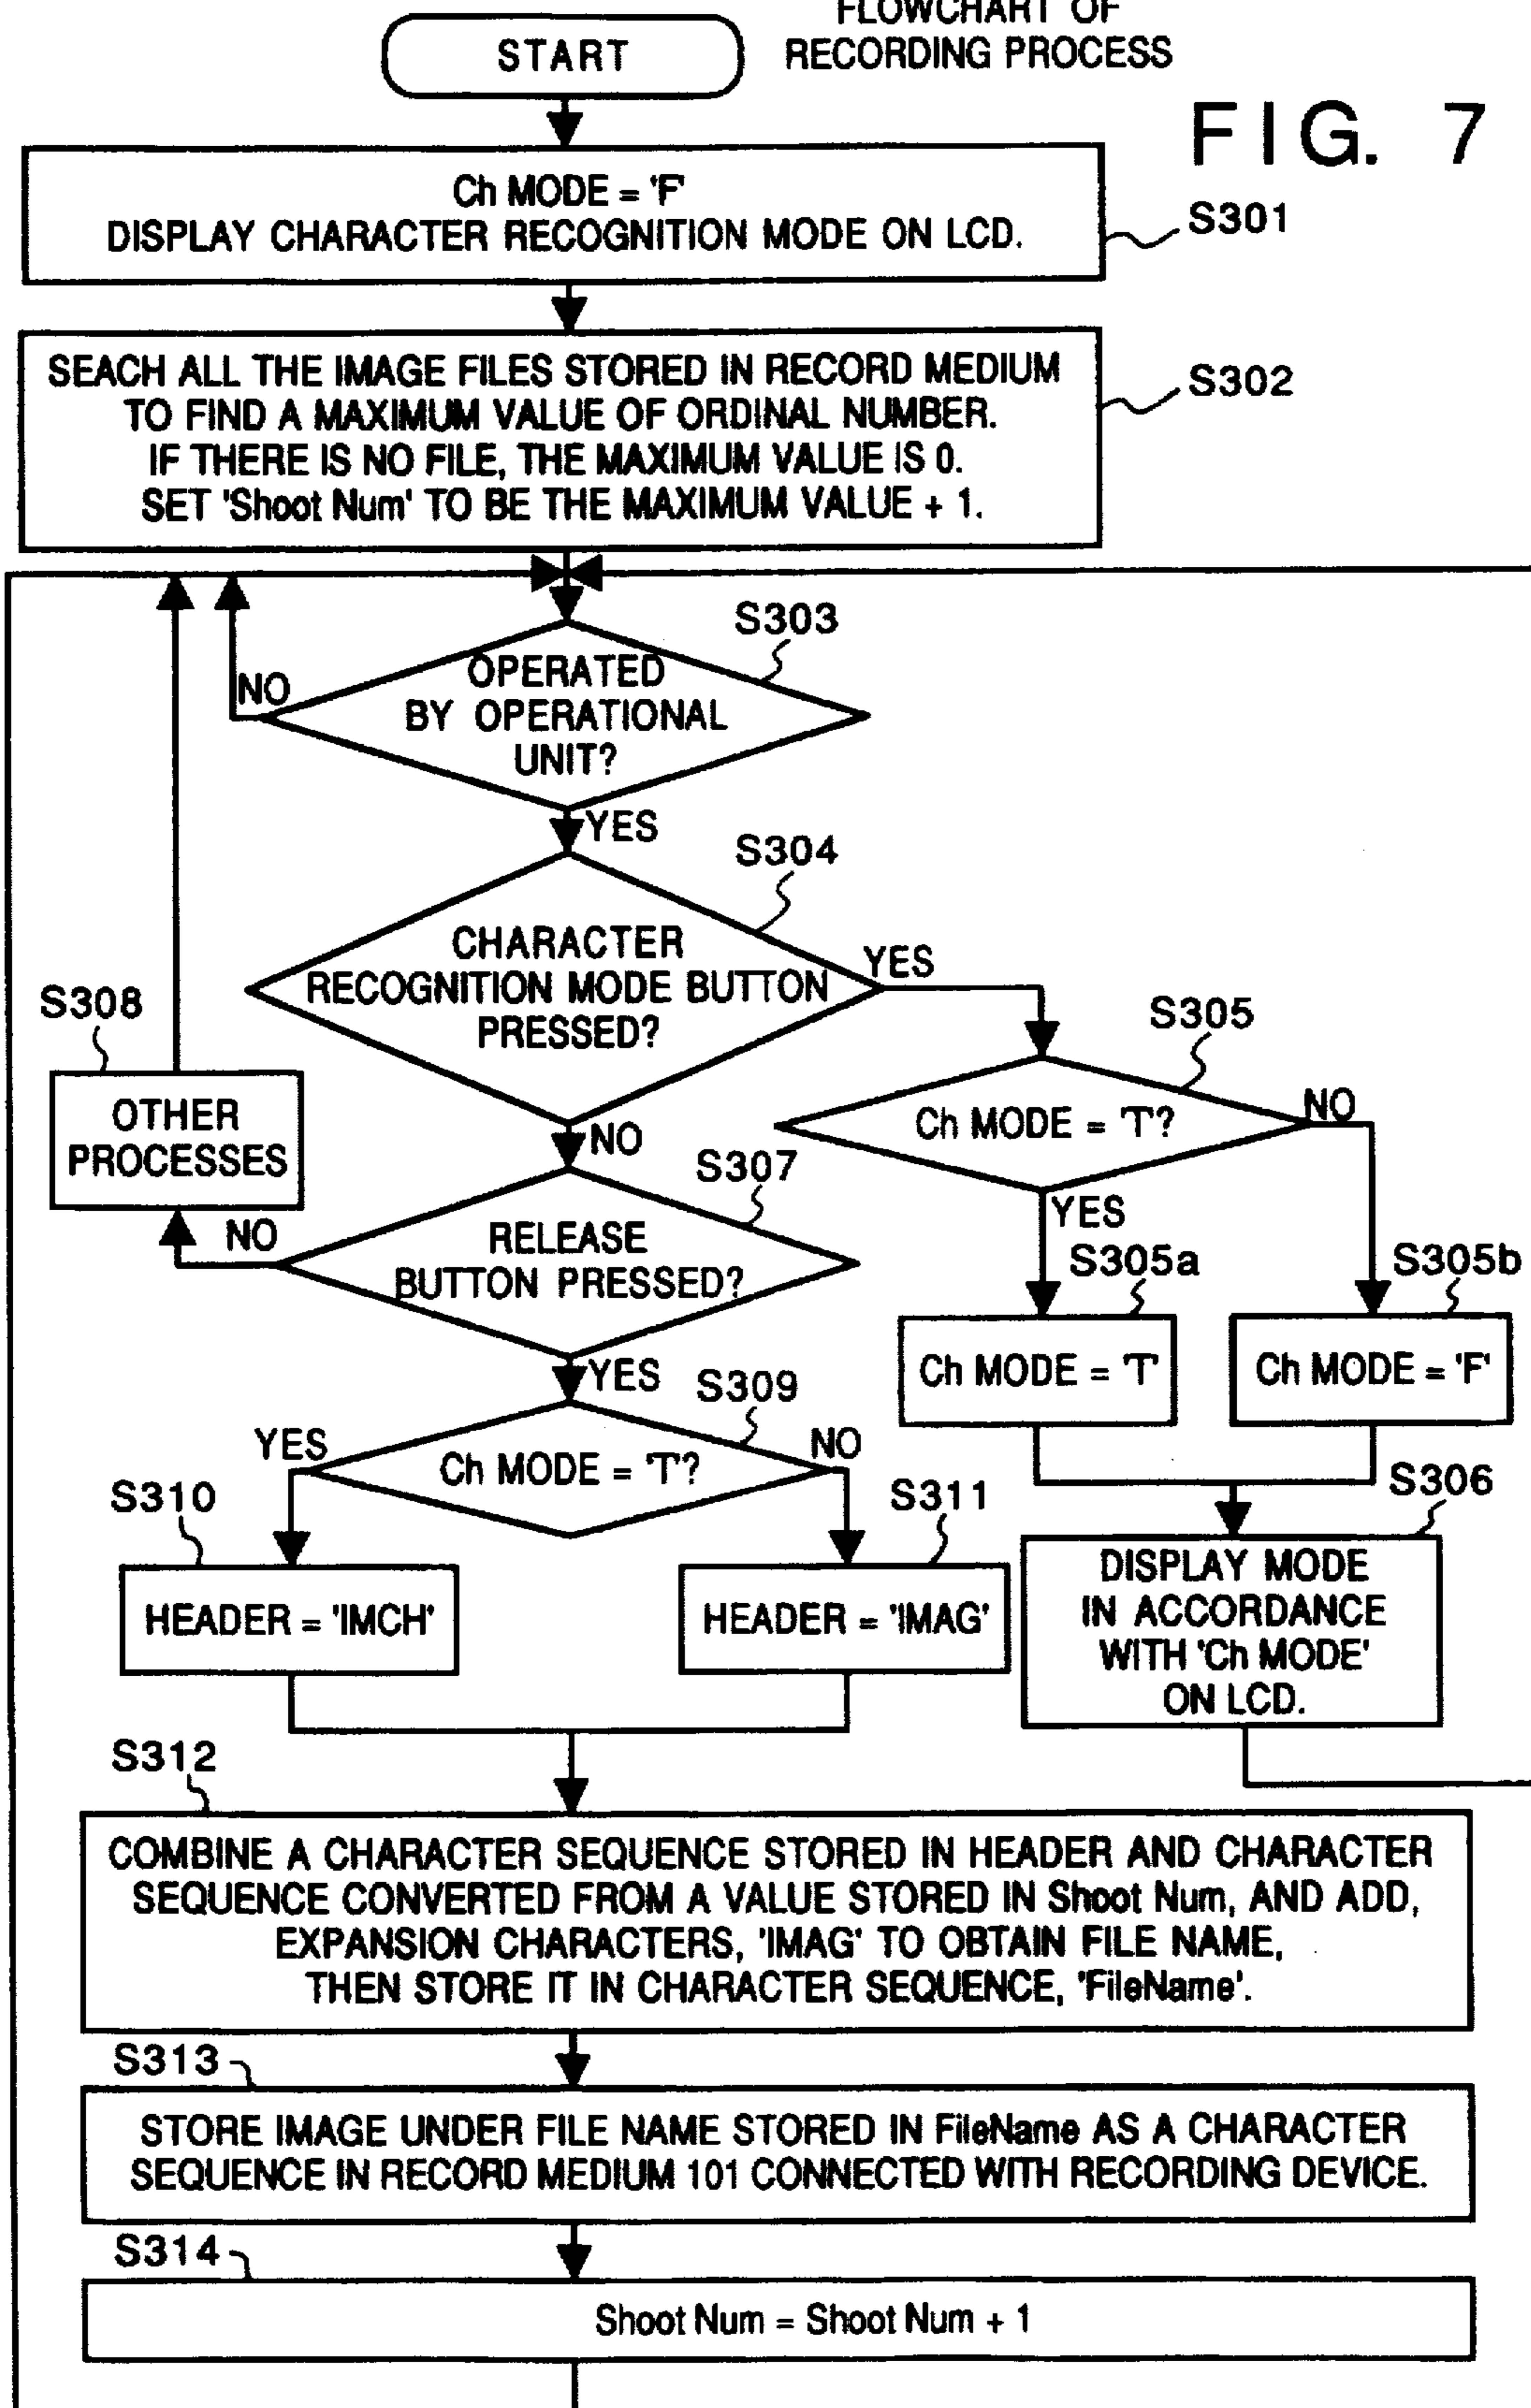 FLOWCHART OF
RECORDING PROCESS
FIG. 7
START
Ch MODE = 'F'
DISPLAY CHARACTER RECOGNITION MODE ON LCD.
S301
SEACH ALL THE IMAGE FILES STORED IN RECORD MEDIUM
TO FIND A MAXIMUM VALUE OF ORDINAL NUMBER.
IF THERE IS NO FILE, THE MAXIMUM VALUE IS 0.
SET 'Shoot Num' TO BE THE MAXIMUM VALUE + 1.
S302
S303
OPERATED
BY OPERATIONAL
UNIT?
NO
YES
S304
CHARACTER
RECOGNITION MODE BUTTON
PRESSED?
YES
NO
S305
Ch MODE = 'T'?
NO
YES
S308
OTHER
PROCESSES
S307
RELEASE
BUTTON PRESSED?
NO
YES
S305a
Ch MODE = 'T'
S305b
Ch MODE = 'F'
S309
Ch MODE = 'T'?
YES
NO
S310
HEADER = 'IMCH'
S311
HEADER = 'IMAG'
S306
DISPLAY MODE
IN ACCORDANCE
WITH 'Ch MODE'
ON LCD.
S312
COMBINE A CHARACTER SEQUENCE STORED IN HEADER AND CHARACTER
SEQUENCE CONVERTED FROM A VALUE STORED IN Shoot Num, AND ADD,
EXPANSION CHARACTERS, 'IMAG' TO OBTAIN FILE NAME,
THEN STORE IT IN CHARACTER SEQUENCE, 'FileName'.
S313
STORE IMAGE UNDER FILE NAME STORED IN FileName AS A CHARACTER
SEQUENCE IN RECORD MEDIUM 101 CONNECTED WITH RECORDING DEVICE.
S314
Shoot Num = Shoot Num + 1